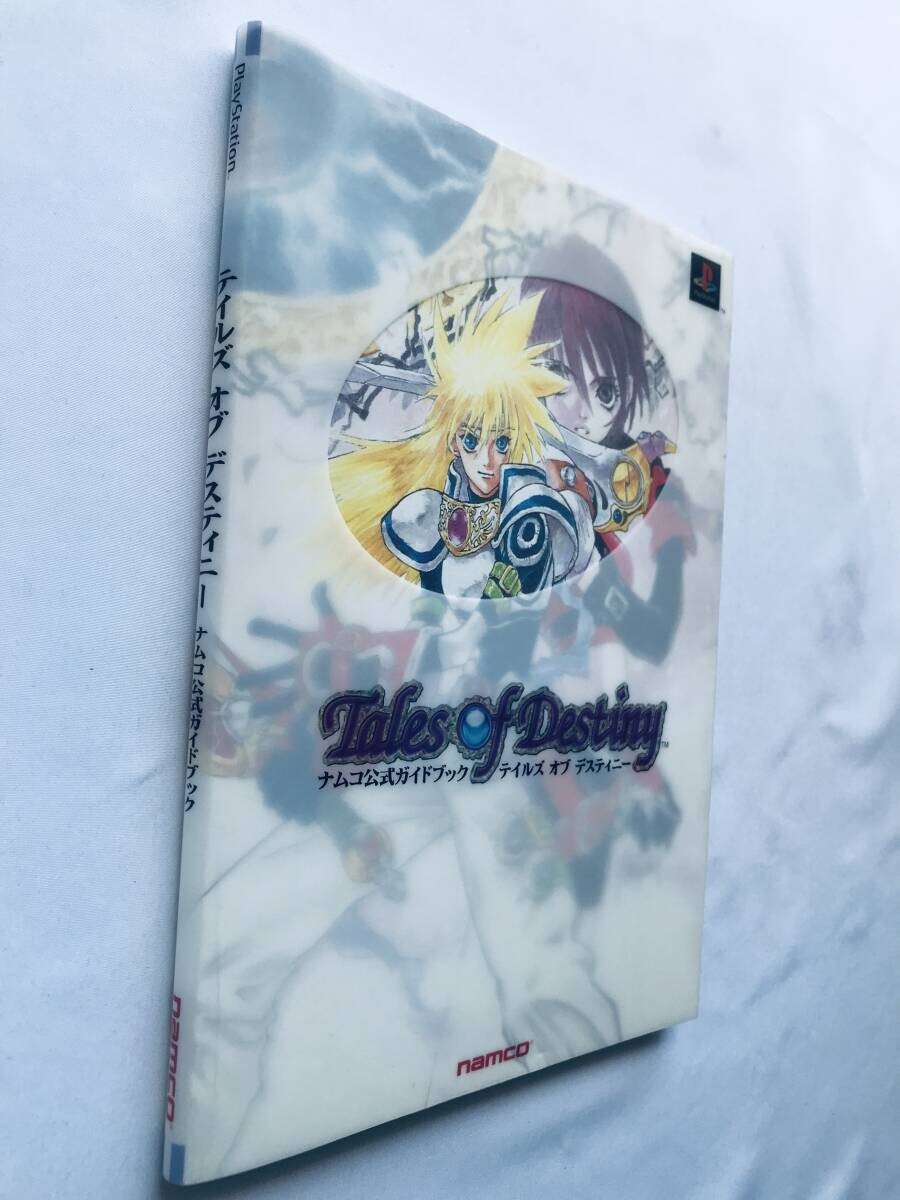 PlayStation
テイルズ オブ デスティニー ナムコ公式ガイドブック
namco
Tales of Destiny™
ナムコ公式ガイドブック テイルズ オブ デスティニー
namco